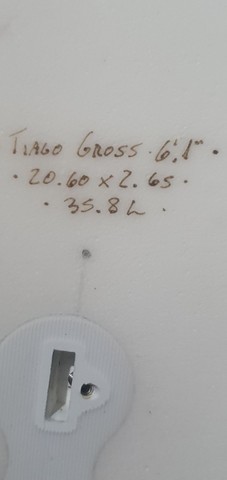 TIAGO GROSS · 6'.1" ·
· 20.60 x 2.65 ·
· 35.8 L ·